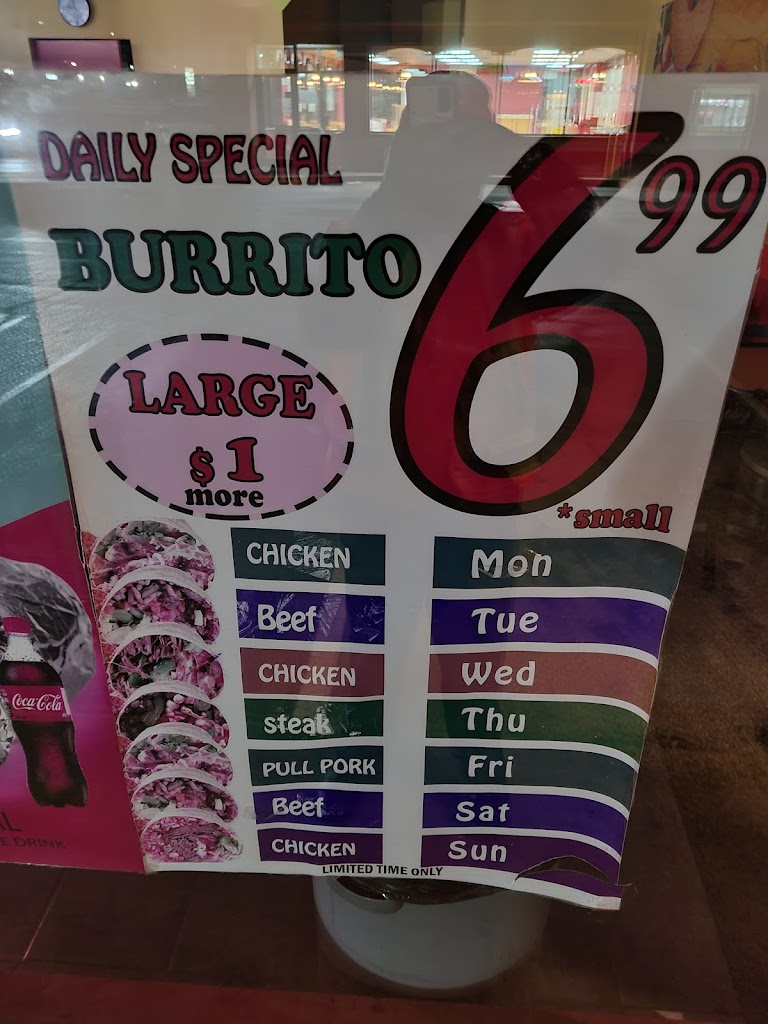 DAILY SPECIAL
BURRITO
6 99
LARGE
$1
more
*small
CHICKEN Mon
Beef Tue
CHICKEN Wed
steak Thu
PULL PORK Fri
Beef Sat
CHICKEN Sun
LIMITED TIME ONLY
Coca-Cola
DRINK